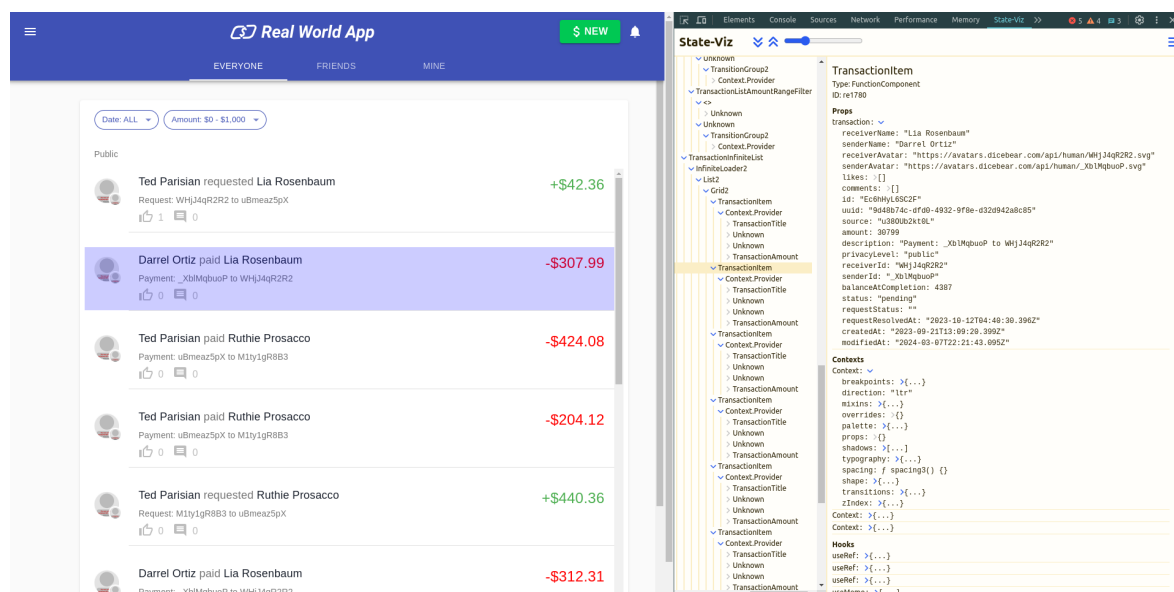 Real World App
$ NEW
EVERYONE
FRIENDS
MINE
Date: ALL
Amount: $0 - $1,000
Public
Ted Parisian requested Lia Rosenbaum
+$42.36
Request: WHjJ4qR2R2 to uBmeaz5pX
1
0
Darrel Ortiz paid Lia Rosenbaum
-$307.99
Payment: _XblMqbuoP to WHjJ4qR2R2
0
0
Ted Parisian paid Ruthie Prosacco
-$424.08
Payment: uBmeaz5pX to M1ty1gR8B3
0
0
Ted Parisian paid Ruthie Prosacco
-$204.12
Payment: uBmeaz5pX to M1ty1gR8B3
0
0
Ted Parisian requested Ruthie Prosacco
+$440.36
Request: M1ty1gR8B3 to uBmeaz5pX
0
0
Darrel Ortiz paid Lia Rosenbaum
-$312.31
Payment: _XblMqbuoP to WHjJ4qR2R2
Elements Console Sources Network Performance Memory State-Viz 5 4 3
State-Viz
Unknown
TransitionGroup2
Context.Provider
TransactionListAmountRangeFilter
<>
Unknown
Unknown
TransitionGroup2
Context.Provider
TransactionInfiniteList
InfiniteLoader2
List2
Grid2
TransactionItem
Context.Provider
TransactionTitle
Unknown
Unknown
TransactionAmount
TransactionItem
Context.Provider
TransactionTitle
Unknown
Unknown
TransactionAmount
TransactionItem
Context.Provider
TransactionTitle
Unknown
Unknown
TransactionAmount
TransactionItem
Context.Provider
TransactionTitle
Unknown
Unknown
TransactionAmount
TransactionItem
Context.Provider
TransactionTitle
Unknown
Unknown
TransactionAmount
TransactionItem
Context.Provider
TransactionTitle
Unknown
Unknown
TransactionAmount
TransactionItem
Type: FunctionComponent
ID: re1780
Props
transaction:
receiverName: "Lia Rosenbaum"
senderName: "Darrel Ortiz"
receiverAvatar: "https://avatars.dicebear.com/api/human/WHjJ4qR2R2.svg"
senderAvatar: "https://avatars.dicebear.com/api/human/_XblMqbuoP.svg"
likes: >[]
comments: >[]
id: "Ec6hHyL6SC2F"
uuid: "9d48b74c-dfd0-4932-9f8e-d32d942a8c85"
source: "u38OUb2kt0L"
amount: 30799
description: "Payment: _XblMqbuoP to WHjJ4qR2R2"
privacyLevel: "public"
receiverId: "WHjJ4qR2R2"
senderId: "_XblMqbuoP"
balanceAtCompletion: 4387
status: "pending"
requestStatus: ""
requestResolvedAt: "2023-10-12T04:40:30.396Z"
createdAt: "2023-09-21T13:09:20.399Z"
modifiedAt: "2024-03-07T22:21:43.095Z"
Contexts
Context:
breakpoints: >{...}
direction: "ltr"
mixins: >{...}
overrides: >{}
palette: >{...}
props: >{}
shadows: >[...]
typography: >{...}
spacing: ƒ spacing3() {}
shape: >{...}
transitions: >{...}
zIndex: >{...}
Context: >{...}
Context: >{...}
Hooks
useRef: >{...}
useRef: >{...}
useRef: >{...}
useMemo: >{...}